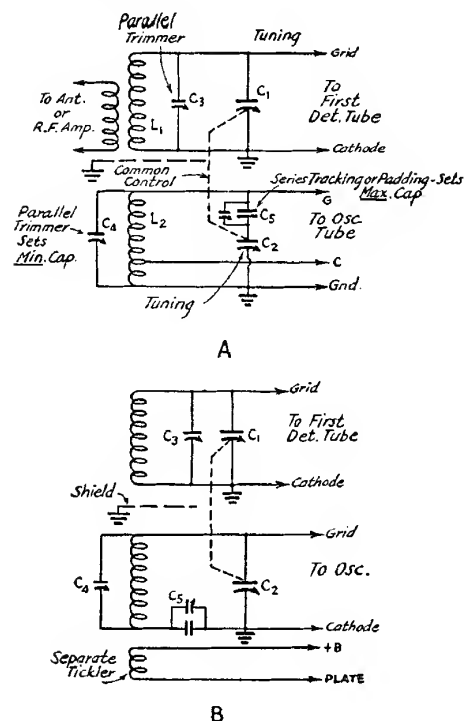 Parallel
Trimmer
Tuning
Grid
C3
C1
To
First
Det. Tube
To Ant.
or
R.F. Amp.
L1
Cathode
Common
Control
Series Tracking or Padding-Sets
Max. Cap
G
C5
To Osc
Tube
Parallel
Trimmer
Sets
Min. Cap.
C4
L2
C2
C
Tuning
Gnd.
A
Grid
C3
C1
To First
Det. Tube
Cathode
Shield
Grid
C4
C5
C2
To Osc.
Cathode
Separate
Tickler
+B
PLATE
B